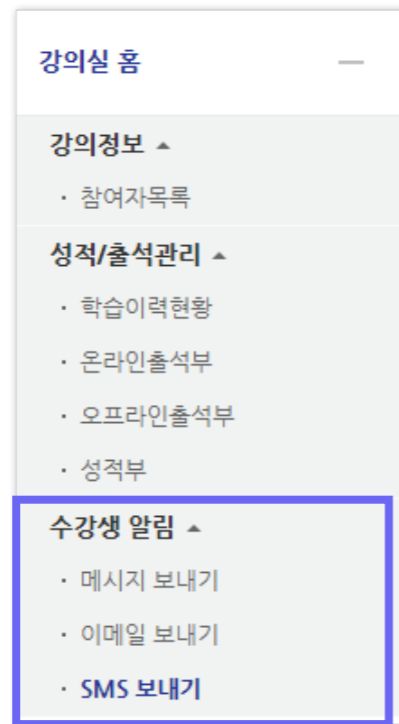 강의실 홈
강의정보
· 참여자목록
성적/출석관리
· 학습이력현황
· 온라인출석부
· 오프라인출석부
· 성적부
수강생 알림
· 메시지 보내기
· 이메일 보내기
· SMS 보내기